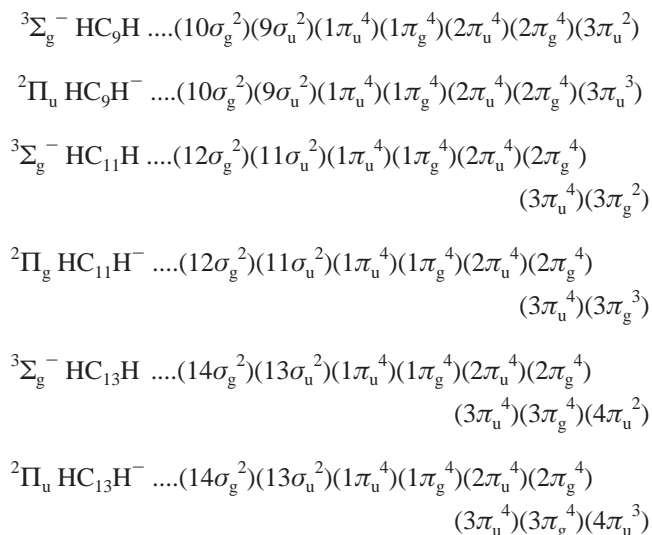 ³Σg⁻ HC₉H ....(10σg²)(9σu²)(1πu⁴)(1πg⁴)(2πu⁴)(2πg⁴)(3πu²)
²Πu HC₉H⁻ ....(10σg²)(9σu²)(1πu⁴)(1πg⁴)(2πu⁴)(2πg⁴)(3πu³)
³Σg⁻ HC₁₁H ....(12σg²)(11σu²)(1πu⁴)(1πg⁴)(2πu⁴)(2πg⁴)
(3πu⁴)(3πg²)
²Πg HC₁₁H⁻ ....(12σg²)(11σu²)(1πu⁴)(1πg⁴)(2πu⁴)(2πg⁴)
(3πu⁴)(3πg³)
³Σg⁻ HC₁₃H ....(14σg²)(13σu²)(1πu⁴)(1πg⁴)(2πu⁴)(2πg⁴)
(3πu⁴)(3πg⁴)(4πu²)
²Πu HC₁₃H⁻ ....(14σg²)(13σu²)(1πu⁴)(1πg⁴)(2πu⁴)(2πg⁴)
(3πu⁴)(3πg⁴)(4πu³)